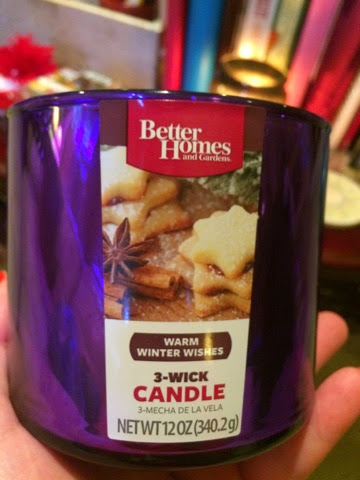 Better
Homes
and Gardens.
WARM
WINTER WISHES
3-WICK
CANDLE
3-MECHA DE LA VELA
NET WT 12 OZ (340.2g)